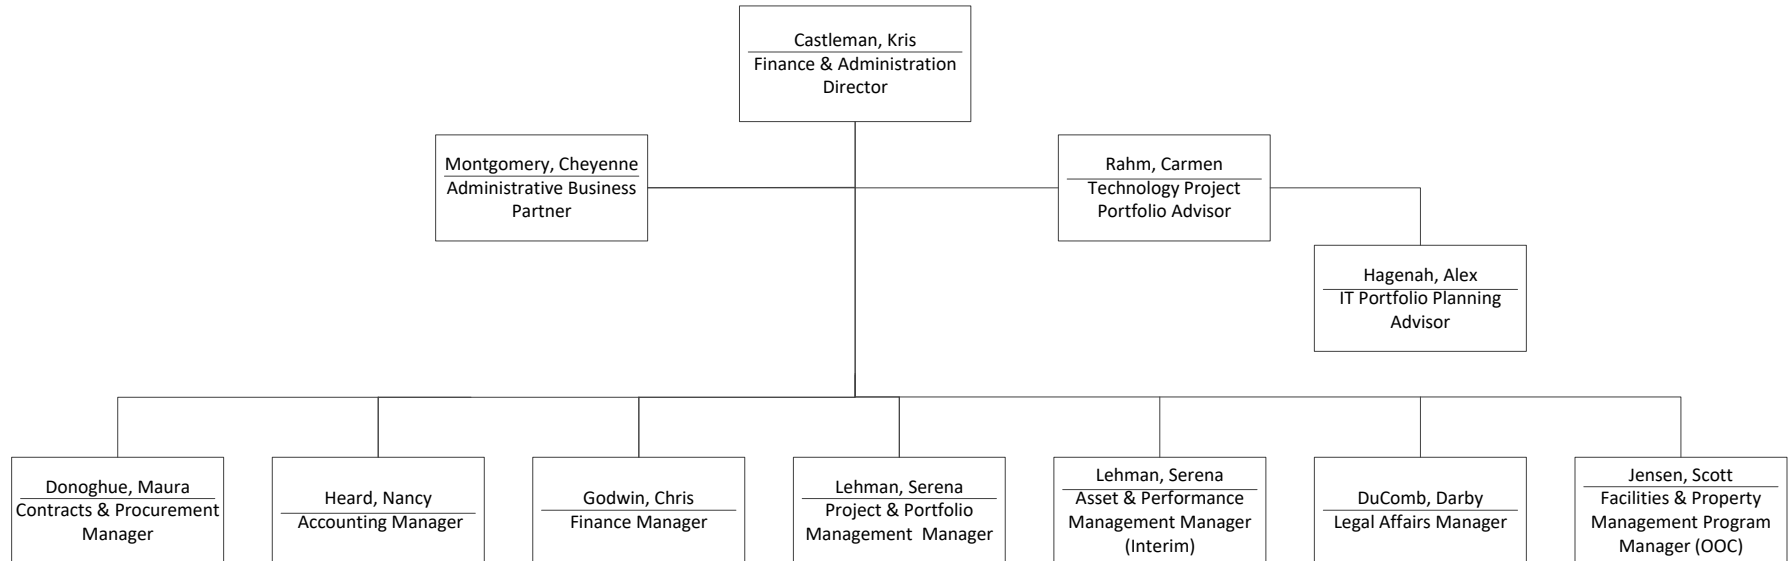 Castleman, Kris
Finance & Administration
Director
Montgomery, Cheyenne
Administrative Business
Partner
Rahm, Carmen
Technology Project
Portfolio Advisor
Hagenah, Alex
IT Portfolio Planning
Advisor
Donoghue, Maura
Contracts & Procurement
Manager
Heard, Nancy
Accounting Manager
Godwin, Chris
Finance Manager
Lehman, Serena
Project & Portfolio
Management  Manager
Lehman, Serena
Asset & Performance
Management Manager
(Interim)
DuComb, Darby
Legal Affairs Manager
Jensen, Scott
Facilities & Property
Management Program
Manager (OOC)